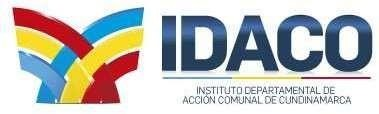 IDACO
INSTITUTO DEPARTAMENTAL DE
ACCIÓN COMUNAL DE CUNDINAMARCA